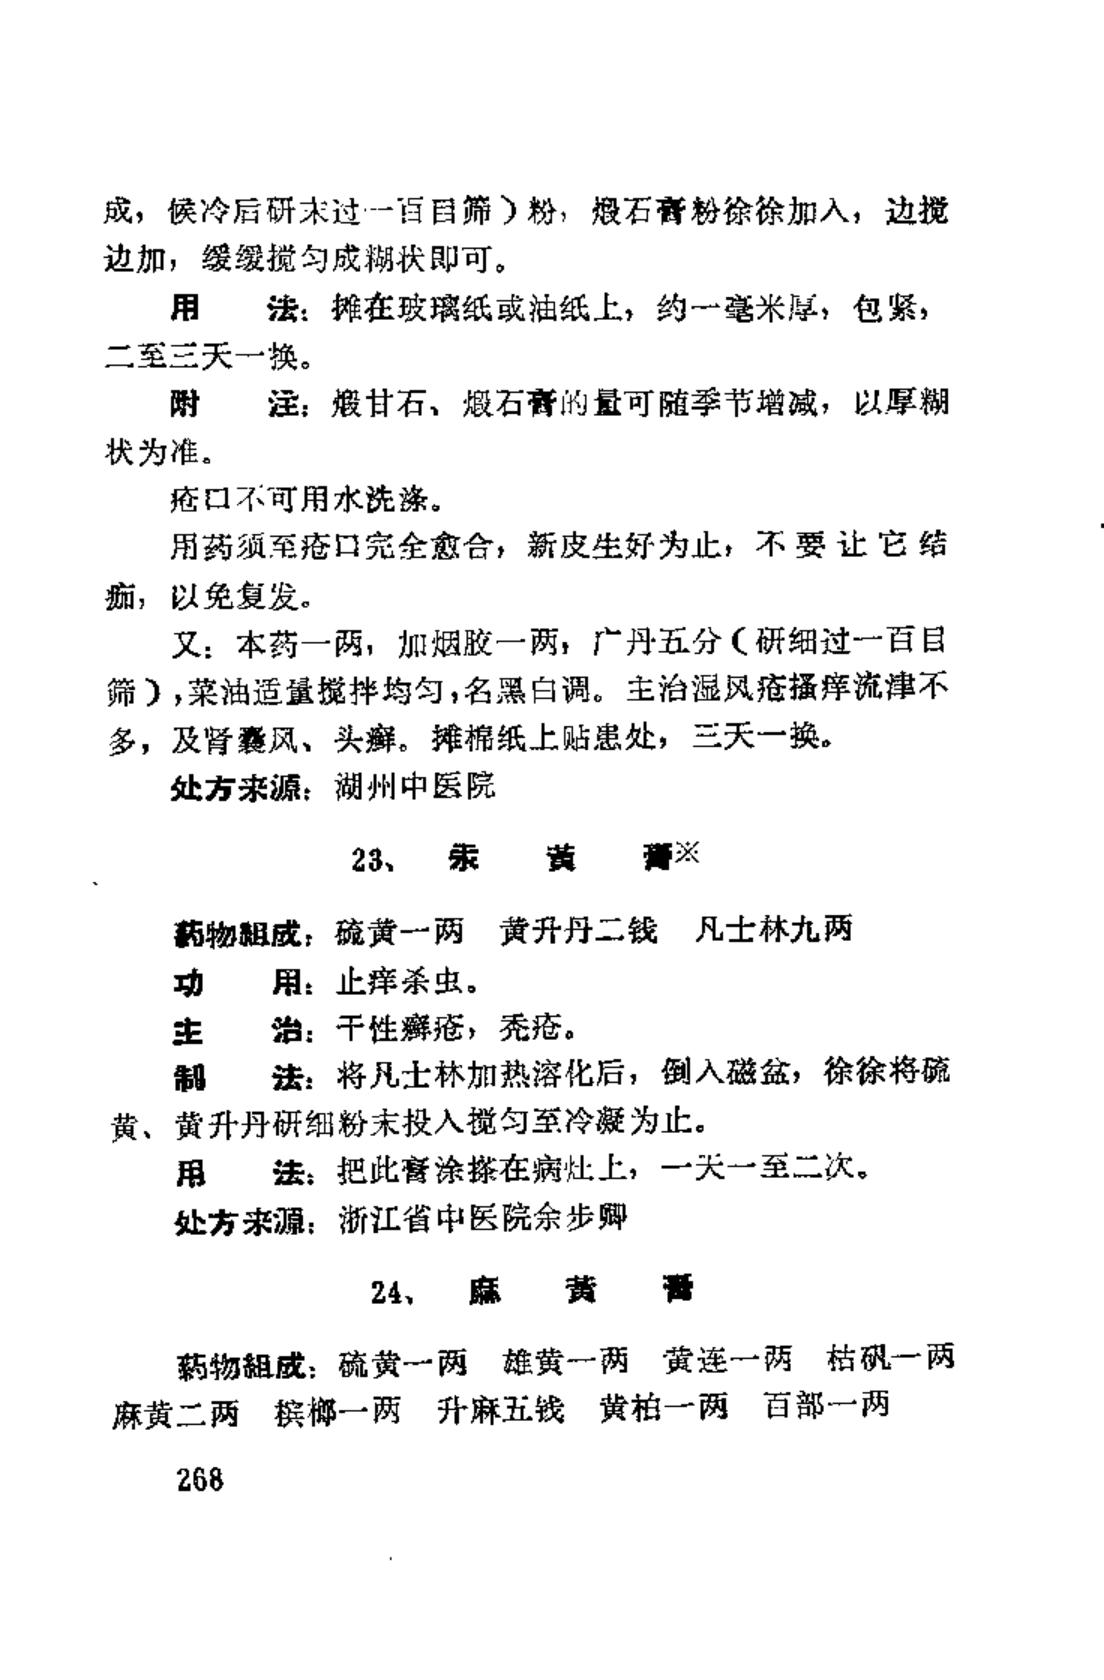 成，候冷后研末过一百目筛）粉，煅石膏粉徐徐加入，边搅
边加，缓缓搅匀成糊状即可。
用　　法：摊在玻璃纸或油纸上，约一毫米厚，包紧，
二至三天一换。
附　　注：煅甘石、煅石膏的量可随季节增减，以厚糊
状为准。
疮口不可用水洗涤。
用药须至疮口完全愈合，新皮生好为止，不要让它结
痂，以免复发。
又：本药一两，加烟胶一两，广丹五分（研细过一百目
筛），菜油适量搅拌均匀，名黑白调。主治湿风疮搔痒流津不
多，及肾囊风、头癣。摊棉纸上贴患处，三天一换。
处方来源：湖州中医院
23、　汞　黄　膏※
药物组成：硫黄一两　黄升丹二钱　凡士林九两
功　　用：止痒杀虫。
主　　治：干性癣疮，秃疮。
制　　法：将凡士林加热溶化后，倒入磁盆，徐徐将硫
黄、黄升丹研细粉末投入搅匀至冷凝为止。
用　　法：把此膏涂搽在病灶上，一天一至二次。
处方来源：浙江省中医院余步卿
24、　麻　黄　膏
药物组成：硫黄一两　雄黄一两　黄连一两　枯矾一两
麻黄二两　槟榔一两　升麻五钱　黄柏一两　百部一两
268